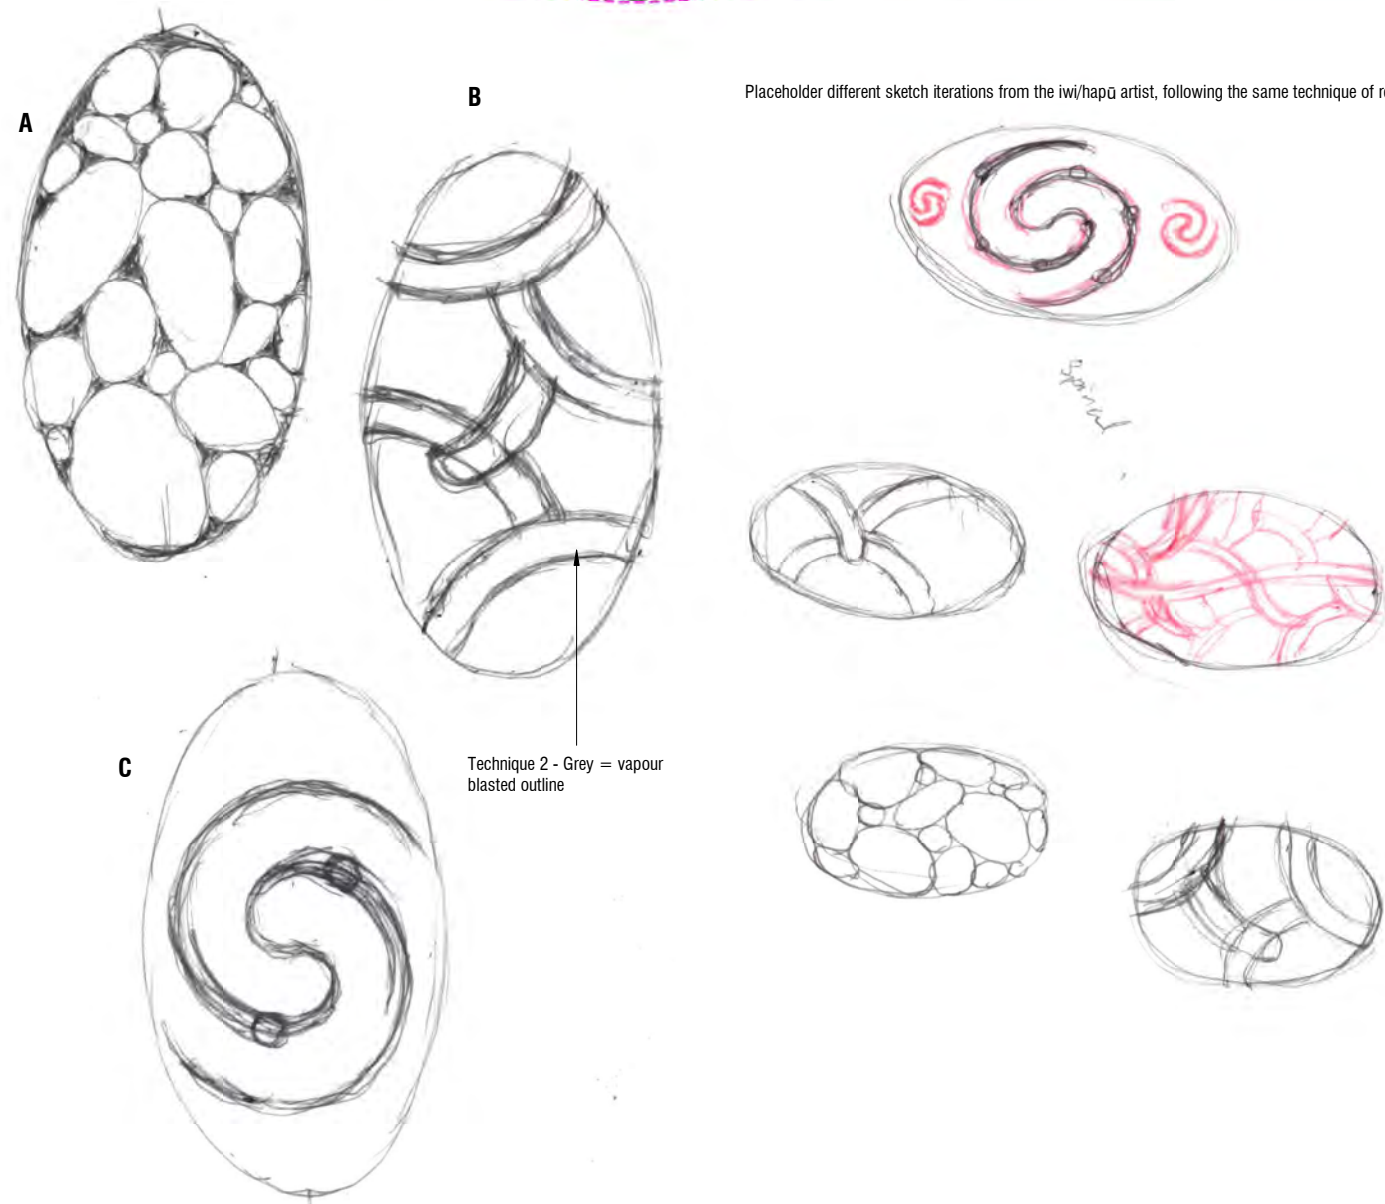 A
B
Placeholder different sketch iterations from the iwi/hapū artist, following the same technique of r
C
Technique 2 - Grey = vapour
blasted outline